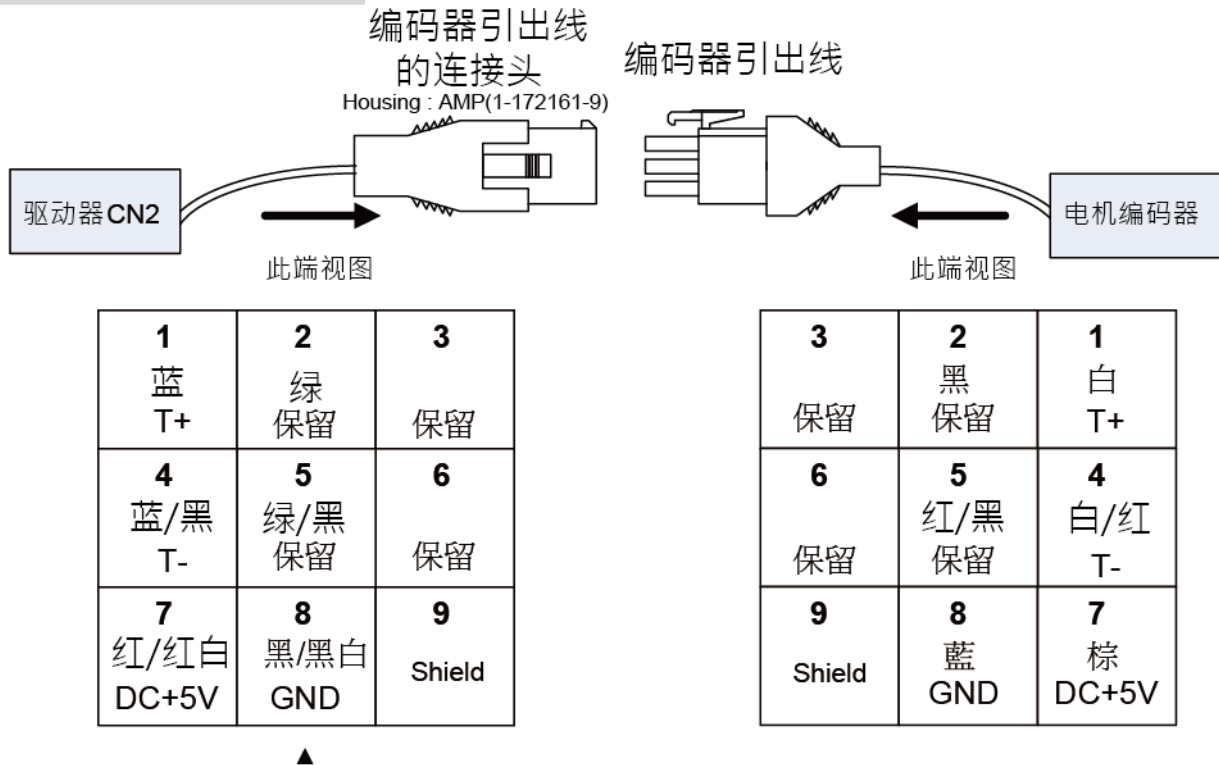 编码器引出线
的连接头
Housing : AMP(1-172161-9)
编码器引出线
驱动器CN2
电机编码器
此端视图
此端视图
1
蓝
T+
2
绿
保留
3
保留
4
蓝/黑
T-
5
绿/黑
保留
6
保留
7
红/红白
DC+5V
8
黑/黑白
GND
9
Shield
3
保留
2
黑
保留
1
白
T+
6
保留
5
红/黑
保留
4
白/红
T-
9
Shield
8
藍
GND
7
棕
DC+5V